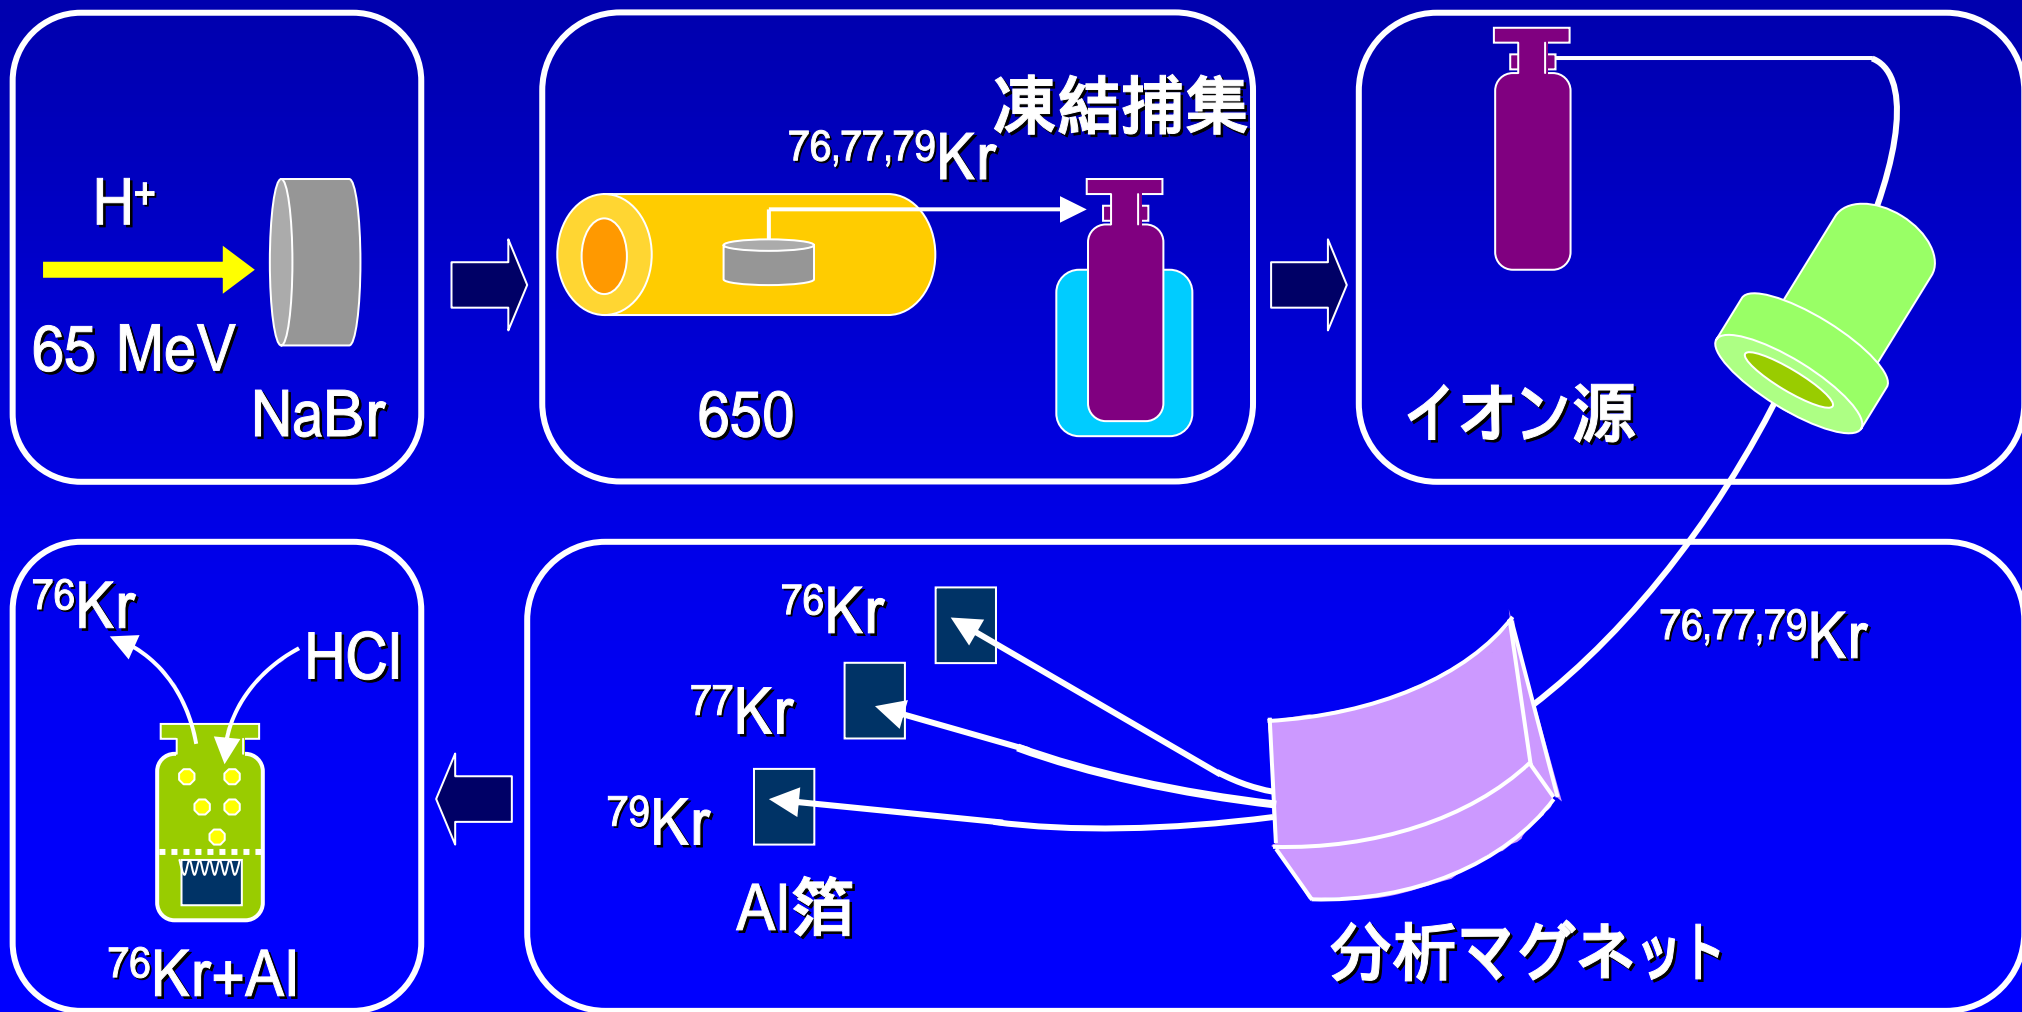 H⁺
65 MeV
NaBr
凍結捕集
⁷⁶,⁷⁷,⁷⁹Kr
650
イオン源
⁷⁶Kr
HCl
⁷⁶Kr+Al
⁷⁶Kr
⁷⁷Kr
⁷⁹Kr
Al箔
⁷⁶,⁷⁷,⁷⁹Kr
分析マグネット